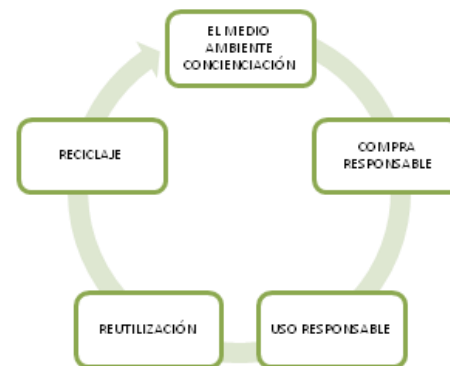 EL MEDIO
AMBIENTE
CONCIENCIACIÓN
COMPRA
RESPONSABLE
USO RESPONSABLE
REUTILIZACIÓN
RECICLAJE